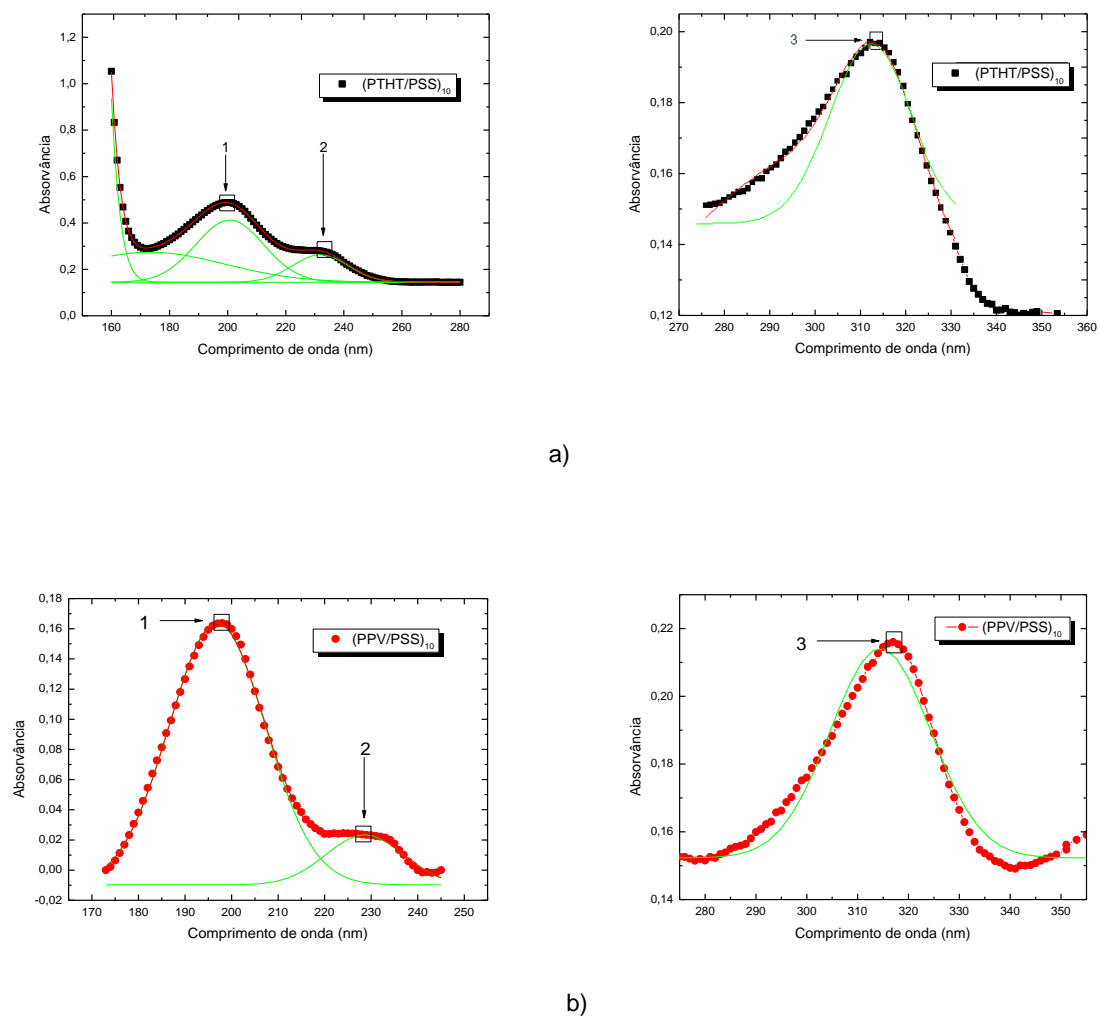 1,2
1,0
0,8
0,6
0,4
0,2
0,0
160 180 200 220 240 260 280
Absorvância
Comprimento de onda (nm)
(PTHT/PSS)10
1
2
0,20
0,18
0,16
0,14
0,12
270 280 290 300 310 320 330 340 350 360
Absorvância
Comprimento de onda (nm)
(PTHT/PSS)10
3
a)
0,18
0,16
0,14
0,12
0,10
0,08
0,06
0,04
0,02
0,00
-0,02
170 180 190 200 210 220 230 240 250
Absorvância
Comprimento de onda (nm)
(PPV/PSS)10
1
2
0,22
0,20
0,18
0,16
0,14
280 290 300 310 320 330 340 350
Absorvância
Comprimento de onda (nm)
(PPV/PSS)10
3
b)